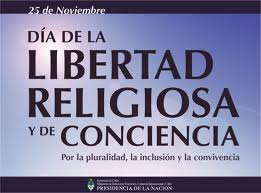 25 de Noviembre
DÍA DE LA
LIBERTAD
RELIGIOSA
Y DE CONCIENCIA
Por la pluralidad, la inclusión y la convivencia
PRESIDENCIA DE LA NACIÓN